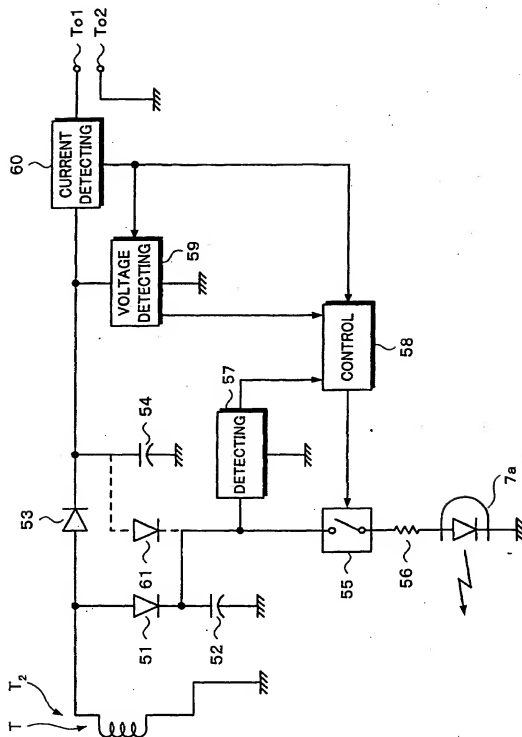 T
T2
51
52
53
54
61
55
56
7a
DETECTING
57
CONTROL
58
VOLTAGE
DETECTING
59
CURRENT
DETECTING
60
To1
To2